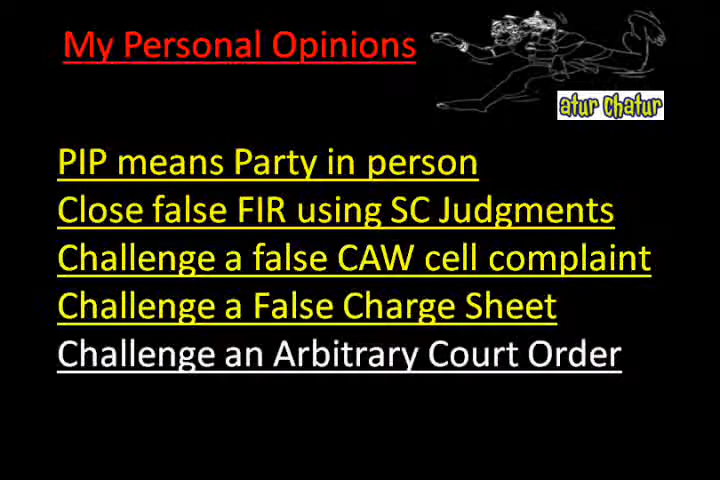 My Personal Opinions
atur chatur
PIP means Party in person
Close false FIR using SC Judgments
Challenge a false CAW cell complaint
Challenge a False Charge Sheet
Challenge an Arbitrary Court Order